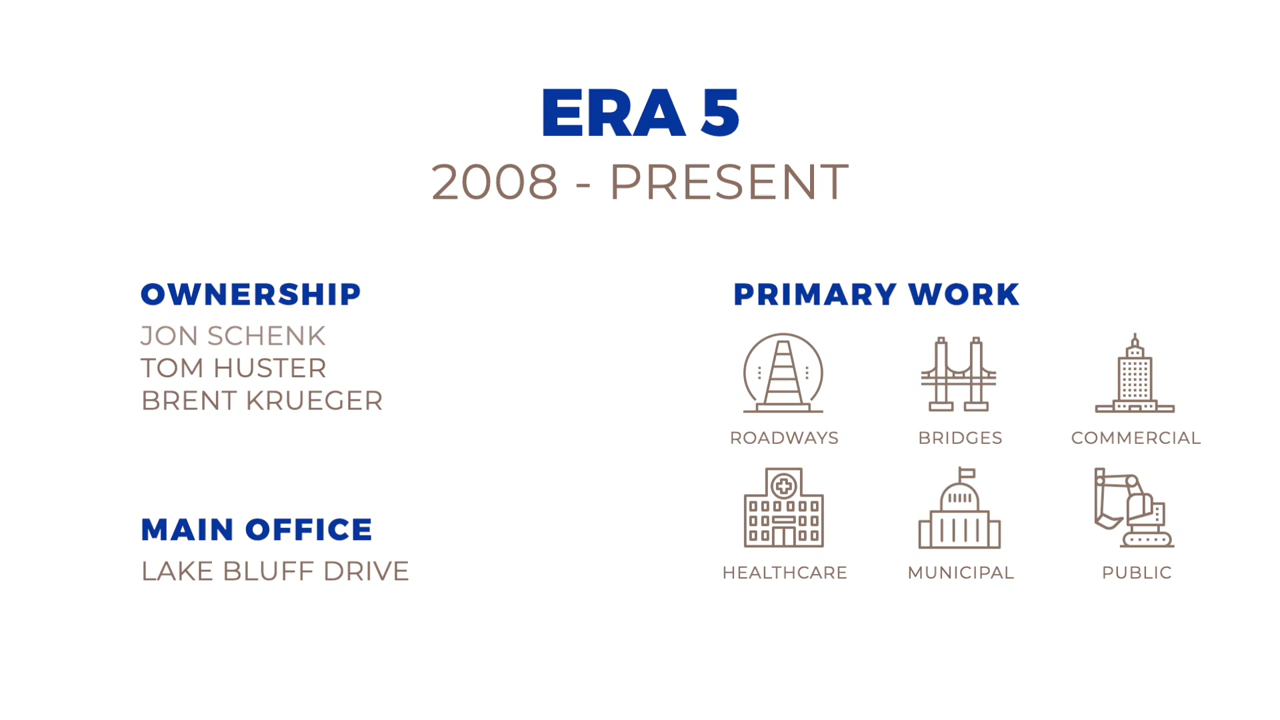 ERA 5
2008 - PRESENT
OWNERSHIP
JON SCHENK
TOM HUSTER
BRENT KRUEGER
MAIN OFFICE
LAKE BLUFF DRIVE
PRIMARY WORK
ROADWAYS
BRIDGES
COMMERCIAL
HEALTHCARE
MUNICIPAL
PUBLIC